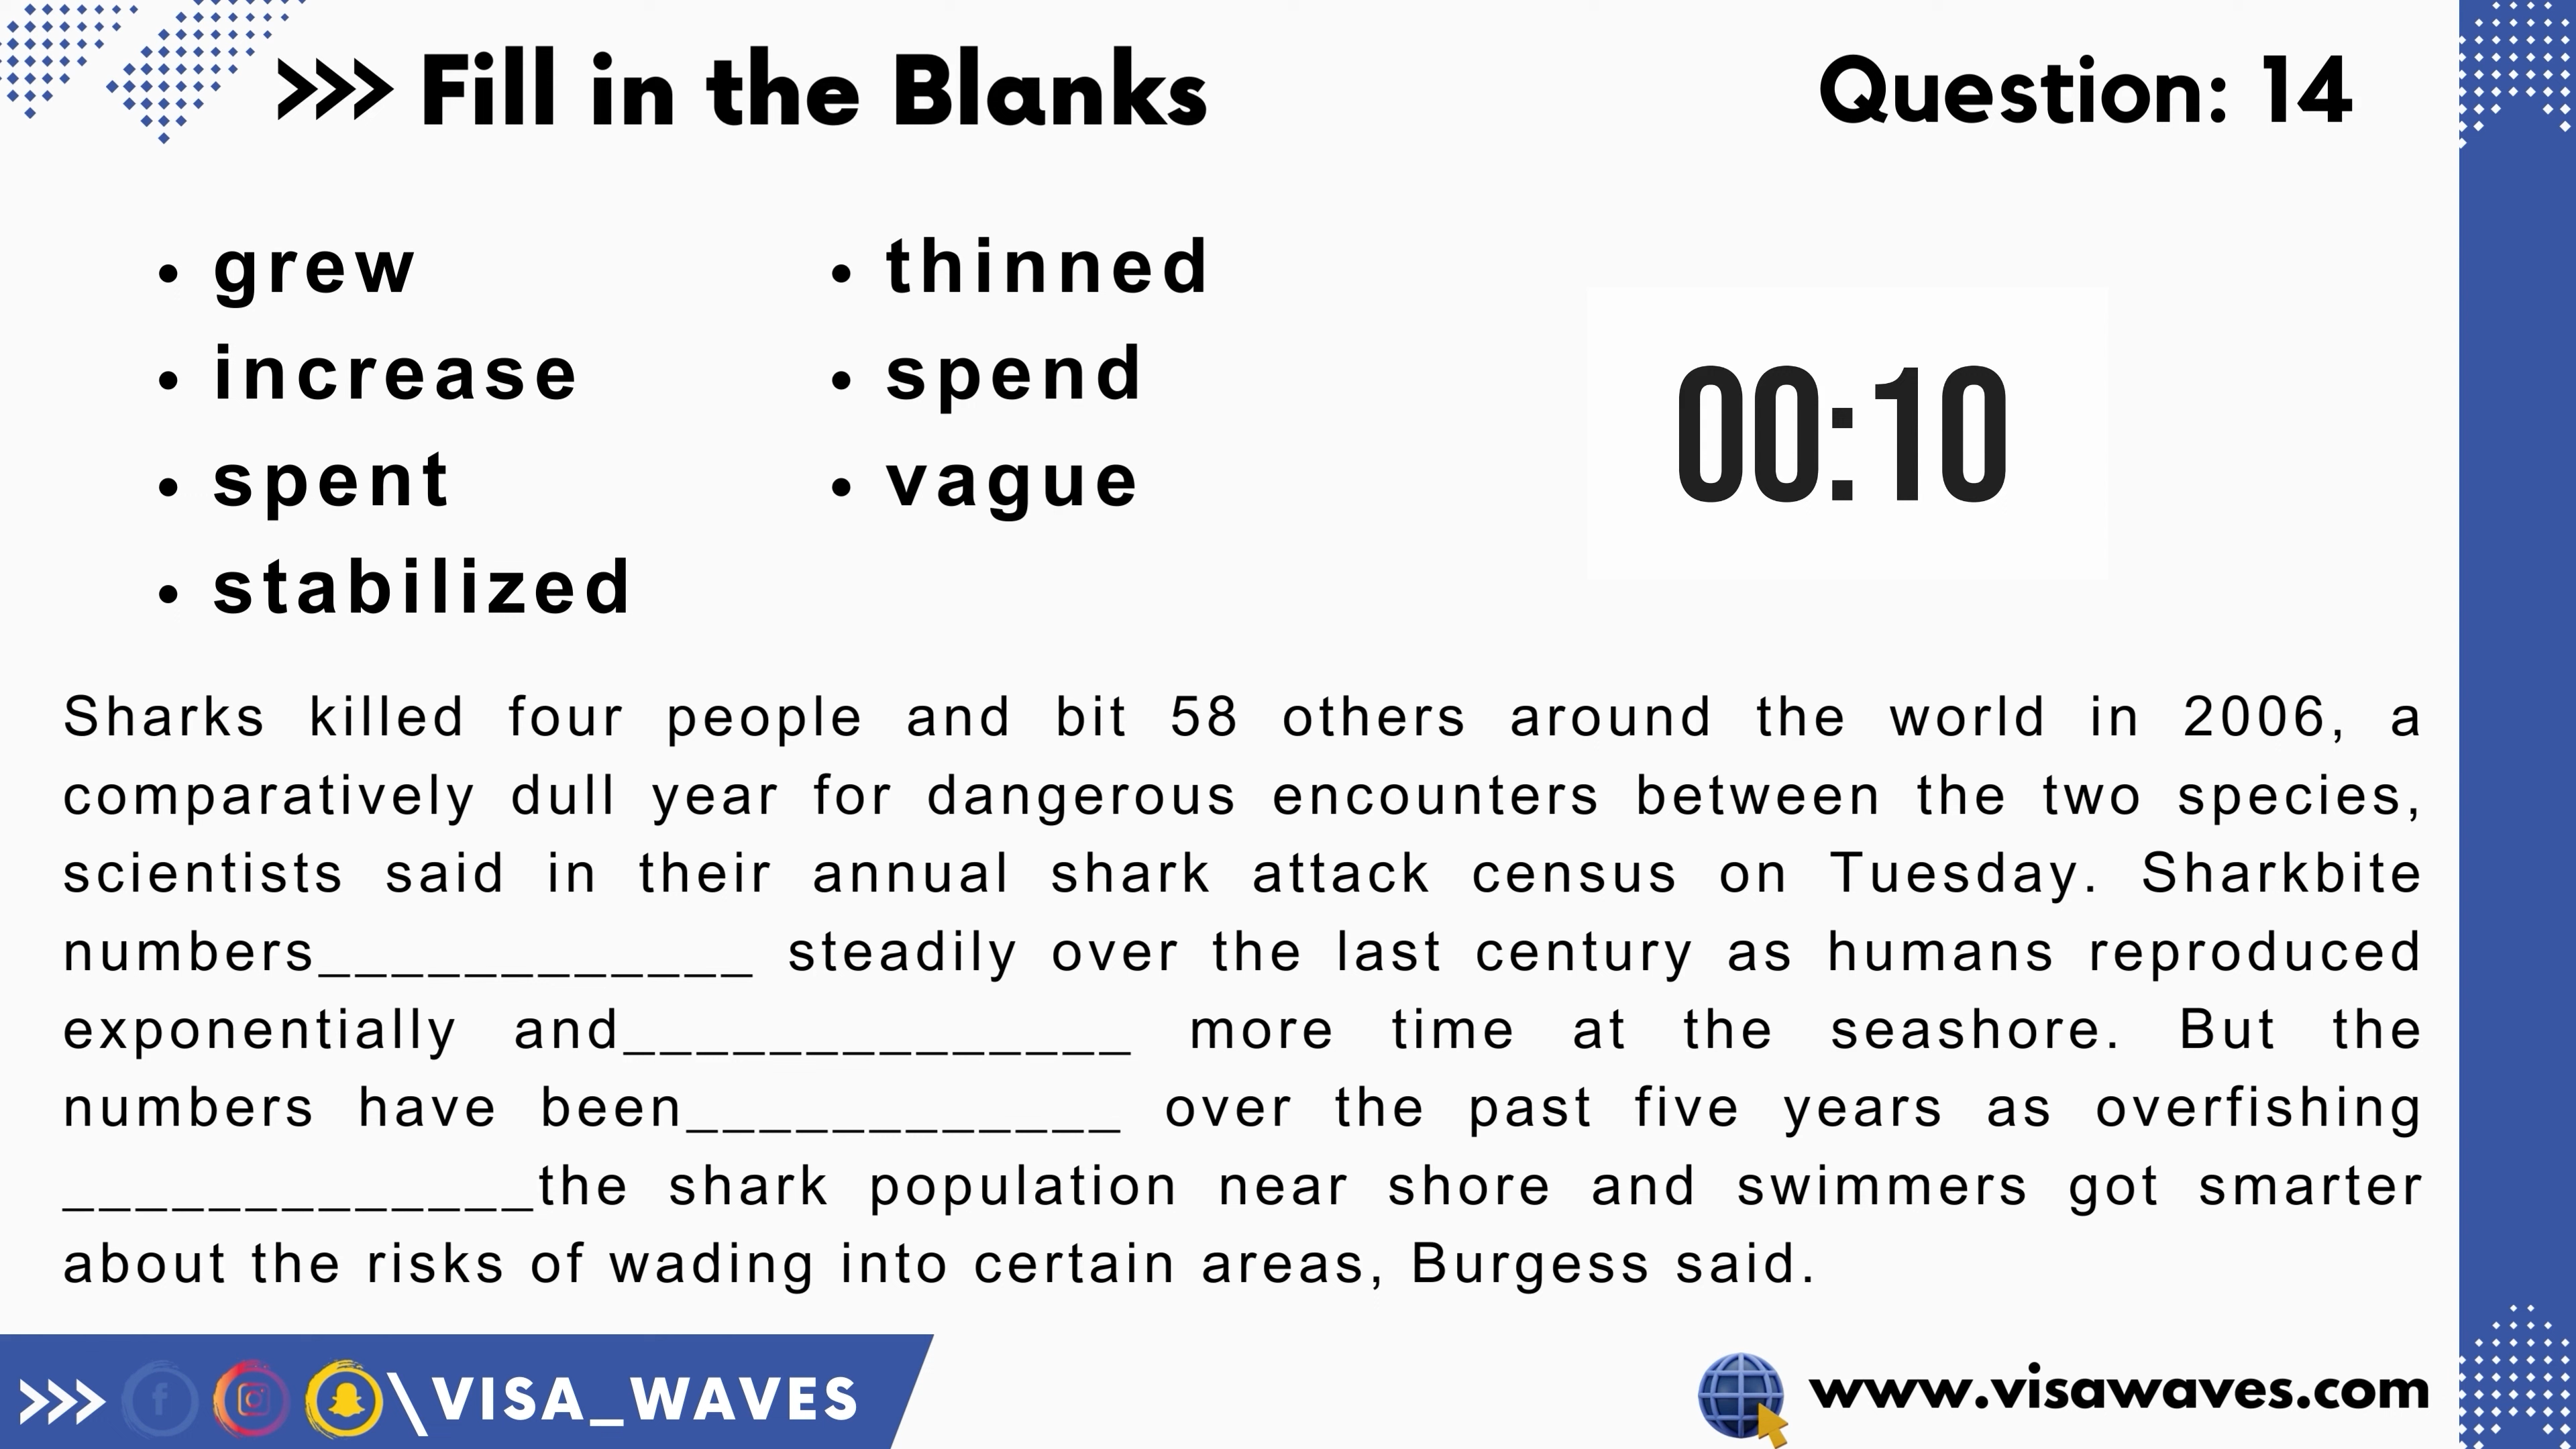 >>> Fill in the Blanks
Question: 14
• grew
• increase
• spent
• stabilized
• thinned
• spend
• vague
00:10
Sharks killed four people and bit 58 others around the world in 2006, a
comparatively dull year for dangerous encounters between the two species,
scientists said in their annual shark attack census on Tuesday. Sharkbite
numbers____________ steadily over the last century as humans reproduced
exponentially and______________ more time at the seashore. But the
numbers have been____________ over the past five years as overfishing
_____________the shark population near shore and swimmers got smarter
about the risks of wading into certain areas, Burgess said.
>>> \VISA_WAVES
www.visawaves.com